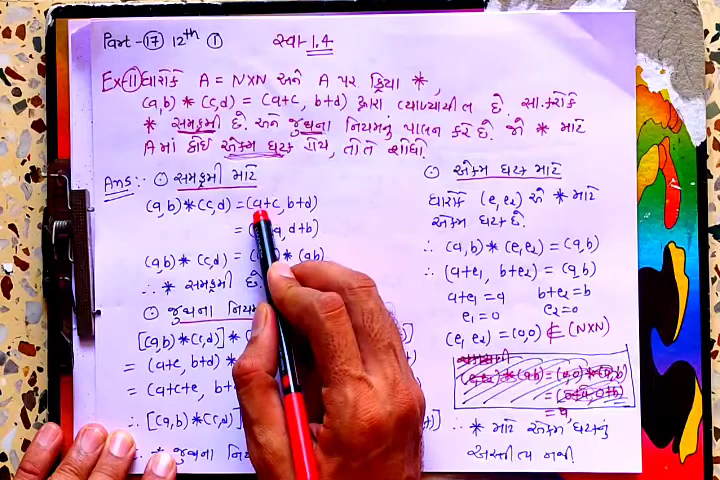 Part-17 12th ① સ્વા-1.4
Ex-11 ધારોકે A = N×N અને A પર ક્રિયા *,
(a,b) * (c,d) = (a+c, b+d) દ્વારા વ્યાખ્યાયીત છે. સા.કરોકે
* સમક્રમી છે. અને જુથના નિયમનું પાલન કરે છે. જો * માટે
A માં કોઈ એકમ ઘટક હોય, તો તે શોધો.
Ans:- ⊙ સમક્રમી માટે
(a,b)*(c,d) = (a+c, b+d)
a, d+b)
(a,b)*(c,d) = * (a,b)
∴ * સમક્રમી છે.
⊙ જુથના નિયમ
[(a,b)*(c,d)]*
= (a+c, b+d)*
= (a+c+e, b+
∴ [(a,b)*(c,d)]
* જુથના નિય
⊙ એકમ ઘટક માટે
ધારોકે (e₁,e₂) એ * માટે
એકમ ઘટક છે.
∴ (a,b) * (e₁,e₂) = (a,b)
∴ (a+e₁, b+e₂) = (a,b)
a+e₁ = a b+e₂ = b
e₁ = 0 e₂ = 0
(e₁,e₂) = (0,0) ∉ (N×N)
∴ * માટે એકમ ઘટકનું
અસ્તીત્વ નથી.